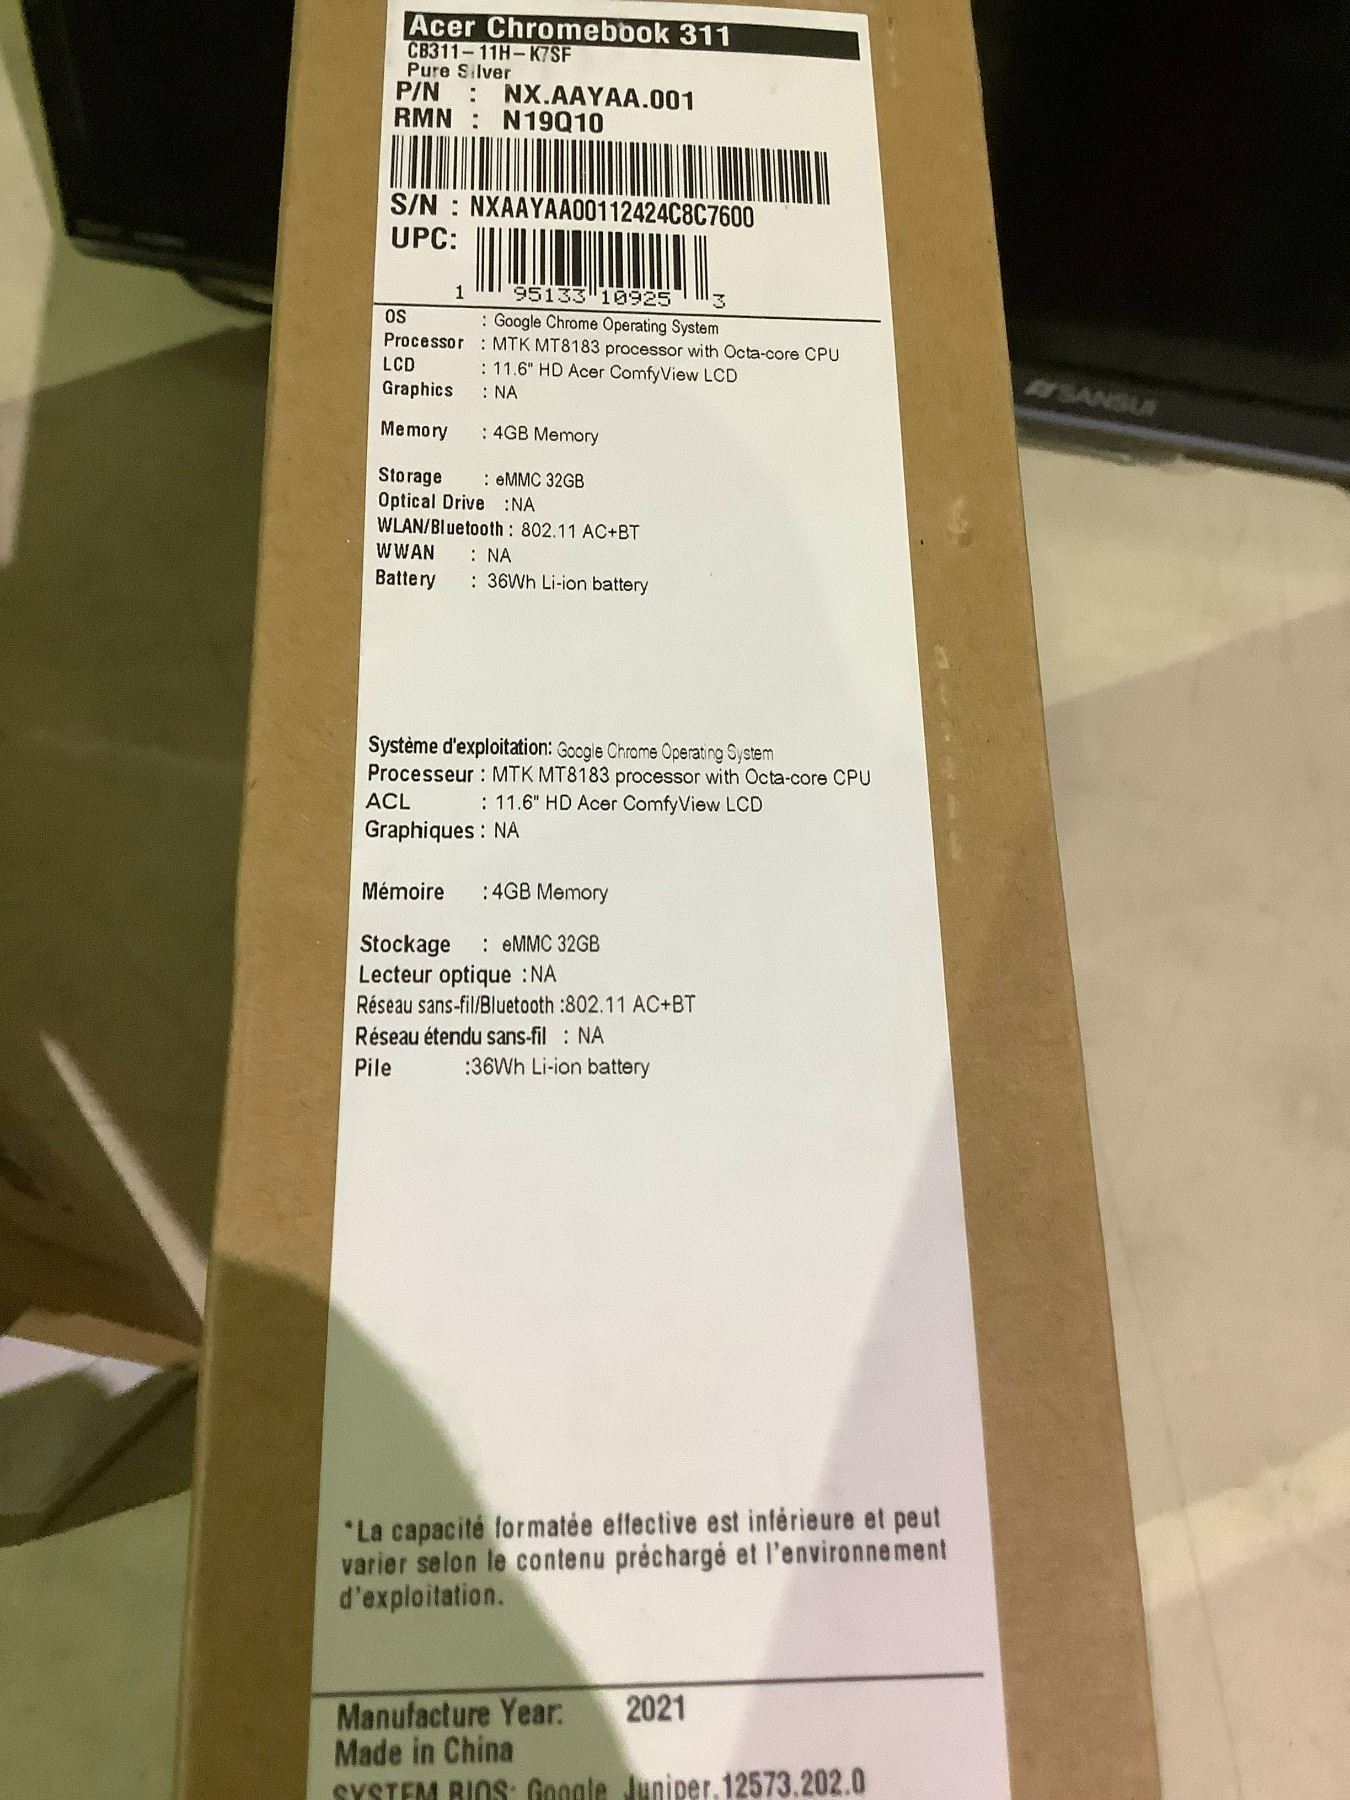 Acer Chromebook 311
CB311-11H-K7SF
Pure Silver
P/N : NX.AAYAA.001
RMN : N19Q10
S/N : NXAAYAA00112424C8C7600
UPC:
1 95133 10925 3
OS : Google Chrome Operating System
Processor : MTK MT8183 processor with Octa-core CPU
LCD : 11.6" HD Acer ComfyView LCD
Graphics : NA
Memory : 4GB Memory
Storage : eMMC 32GB
Optical Drive :NA
WLAN/Bluetooth : 802.11 AC+BT
WWAN : NA
Battery : 36Wh Li-ion battery
Système d'exploitation: Google Chrome Operating System
Processeur : MTK MT8183 processor with Octa-core CPU
ACL : 11.6" HD Acer ComfyView LCD
Graphiques : NA
Mémoire :4GB Memory
Stockage : eMMC 32GB
Lecteur optique :NA
Réseau sans-fil/Bluetooth :802.11 AC+BT
Réseau étendu sans-fil : NA
Pile :36Wh Li-ion battery
*La capacité formatée effective est inférieure et peut
varier selon le contenu préchargé et l'environnement
d'exploitation.
Manufacture Year: 2021
Made in China
SYSTEM BIOS: Google_Juniper.12573.202.0
SANSUI